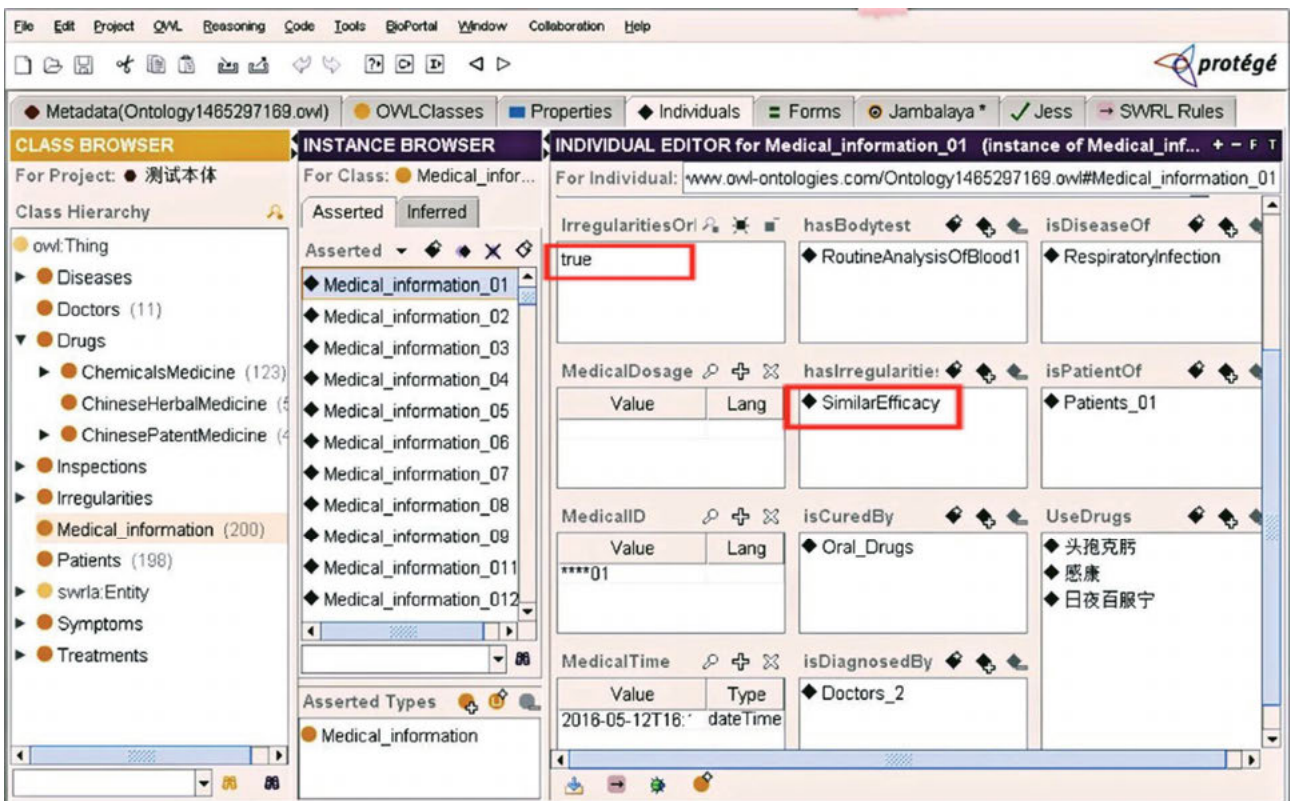 File Edit Project OWL Reasoning Code Tools BioPortal Window Collaboration Help
protégé
Metadata(Ontology1465297169.owl) OWLClasses Properties Individuals Forms Jambalaya * Jess SWRL Rules
CLASS BROWSER
For Project: 测试本体
Class Hierarchy
owl:Thing
Diseases
Doctors (11)
Drugs
ChemicalsMedicine (123)
ChineseHerbalMedicine (5
ChinesePatentMedicine (4
Inspections
Irregularities
Medical_information (200)
Patients (198)
swrla:Entity
Symptoms
Treatments
INSTANCE BROWSER
For Class: Medical_infor...
Asserted Inferred
Asserted
Medical_information_01
Medical_information_02
Medical_information_03
Medical_information_04
Medical_information_05
Medical_information_06
Medical_information_07
Medical_information_08
Medical_information_09
Medical_information_011
Medical_information_012
Asserted Types
Medical_information
INDIVIDUAL EDITOR for Medical_information_01 (instance of Medical_inf... + - F T
For Individual: www.owl-ontologies.com/Ontology1465297169.owl#Medical_information_01
IrregularitiesOrI hasBodytest isDiseaseOf
true RoutineAnalysisOfBlood1 RespiratoryInfection
MedicalDosage hasIrregularitie: isPatientOf
Value Lang SimilarEfficacy Patients_01
MedicalID isCuredBy UseDrugs
Value Lang Oral_Drugs 头孢克肟
****01 感康
日夜百服宁
MedicalTime isDiagnosedBy
Value Type Doctors_2
2016-05-12T16: dateTime